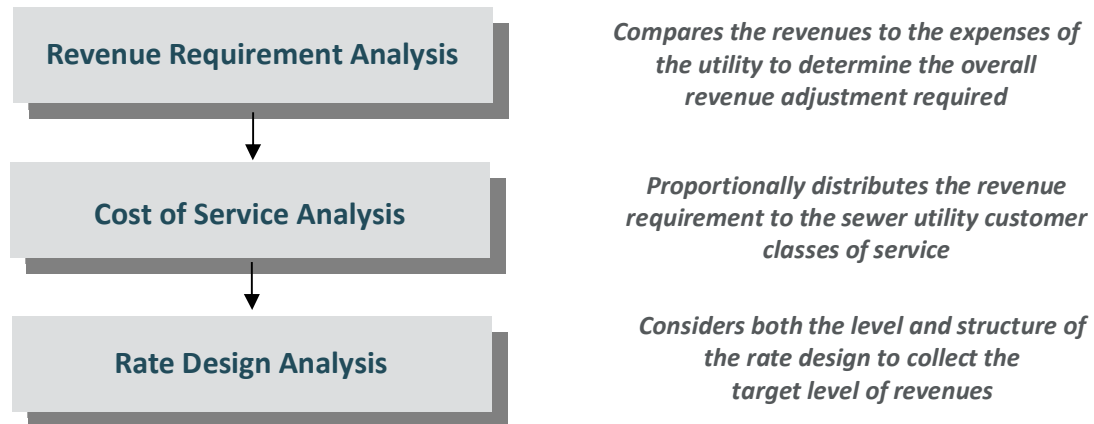 Revenue Requirement Analysis
Compares the revenues to the expenses of
the utility to determine the overall
revenue adjustment required
Cost of Service Analysis
Proportionally distributes the revenue
requirement to the sewer utility customer
classes of service
Rate Design Analysis
Considers both the level and structure of
the rate design to collect the
target level of revenues